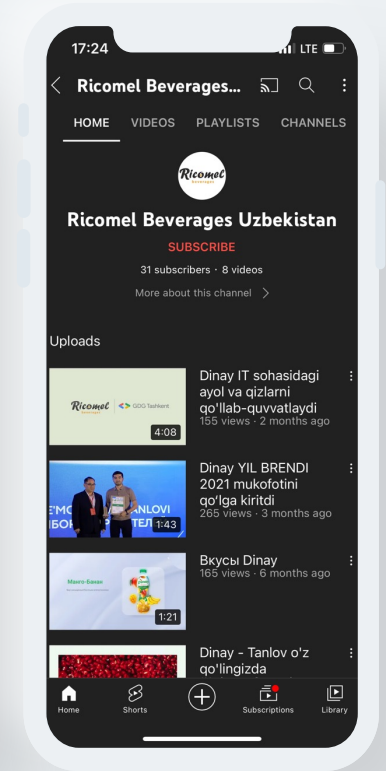 17:24
LTE
Ricomel Beverages...
HOME VIDEOS PLAYLISTS CHANNELS
Ricomel
beverages
Ricomel Beverages Uzbekistan
SUBSCRIBE
31 subscribers · 8 videos
More about this channel
Uploads
Ricomel GDG Tashkent
4:08
Dinay IT sohasidagi
ayol va qizlarni
qo'llab-quvvatlaydi
155 views · 2 months ago
1:43
Dinay YIL BRENDI
2021 mukofotini
qo‘lga kiritdi
265 views · 3 months ago
Манго-Банан
1:21
Вкусы Dinay
165 views · 6 months ago
Dinay - Tanlov o'z
qo'lingizda
Home Shorts Subscriptions Library